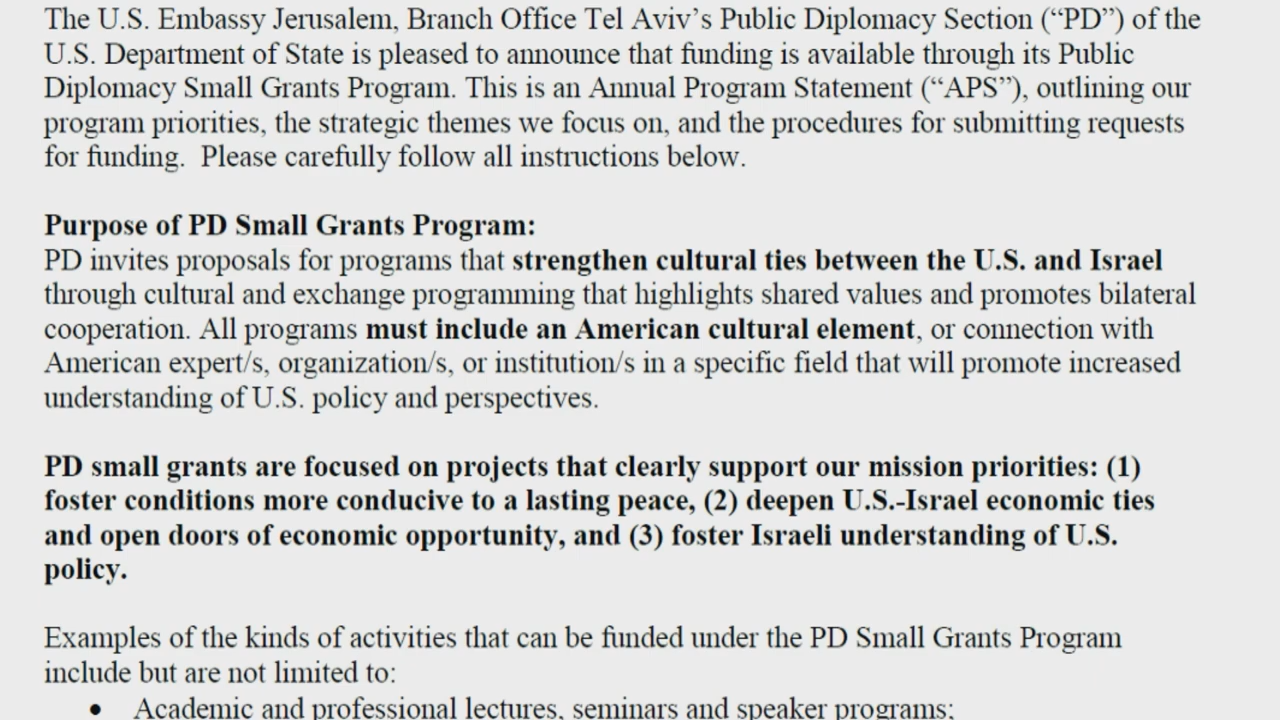 The U.S. Embassy Jerusalem, Branch Office Tel Aviv’s Public Diplomacy Section (“PD”) of the
U.S. Department of State is pleased to announce that funding is available through its Public
Diplomacy Small Grants Program. This is an Annual Program Statement (“APS”), outlining our
program priorities, the strategic themes we focus on, and the procedures for submitting requests
for funding.  Please carefully follow all instructions below.
Purpose of PD Small Grants Program:
PD invites proposals for programs that strengthen cultural ties between the U.S. and Israel
through cultural and exchange programming that highlights shared values and promotes bilateral
cooperation. All programs must include an American cultural element, or connection with
American expert/s, organization/s, or institution/s in a specific field that will promote increased
understanding of U.S. policy and perspectives.
PD small grants are focused on projects that clearly support our mission priorities: (1)
foster conditions more conducive to a lasting peace, (2) deepen U.S.-Israel economic ties
and open doors of economic opportunity, and (3) foster Israeli understanding of U.S.
policy.
Examples of the kinds of activities that can be funded under the PD Small Grants Program
include but are not limited to:
• Academic and professional lectures, seminars and speaker programs;